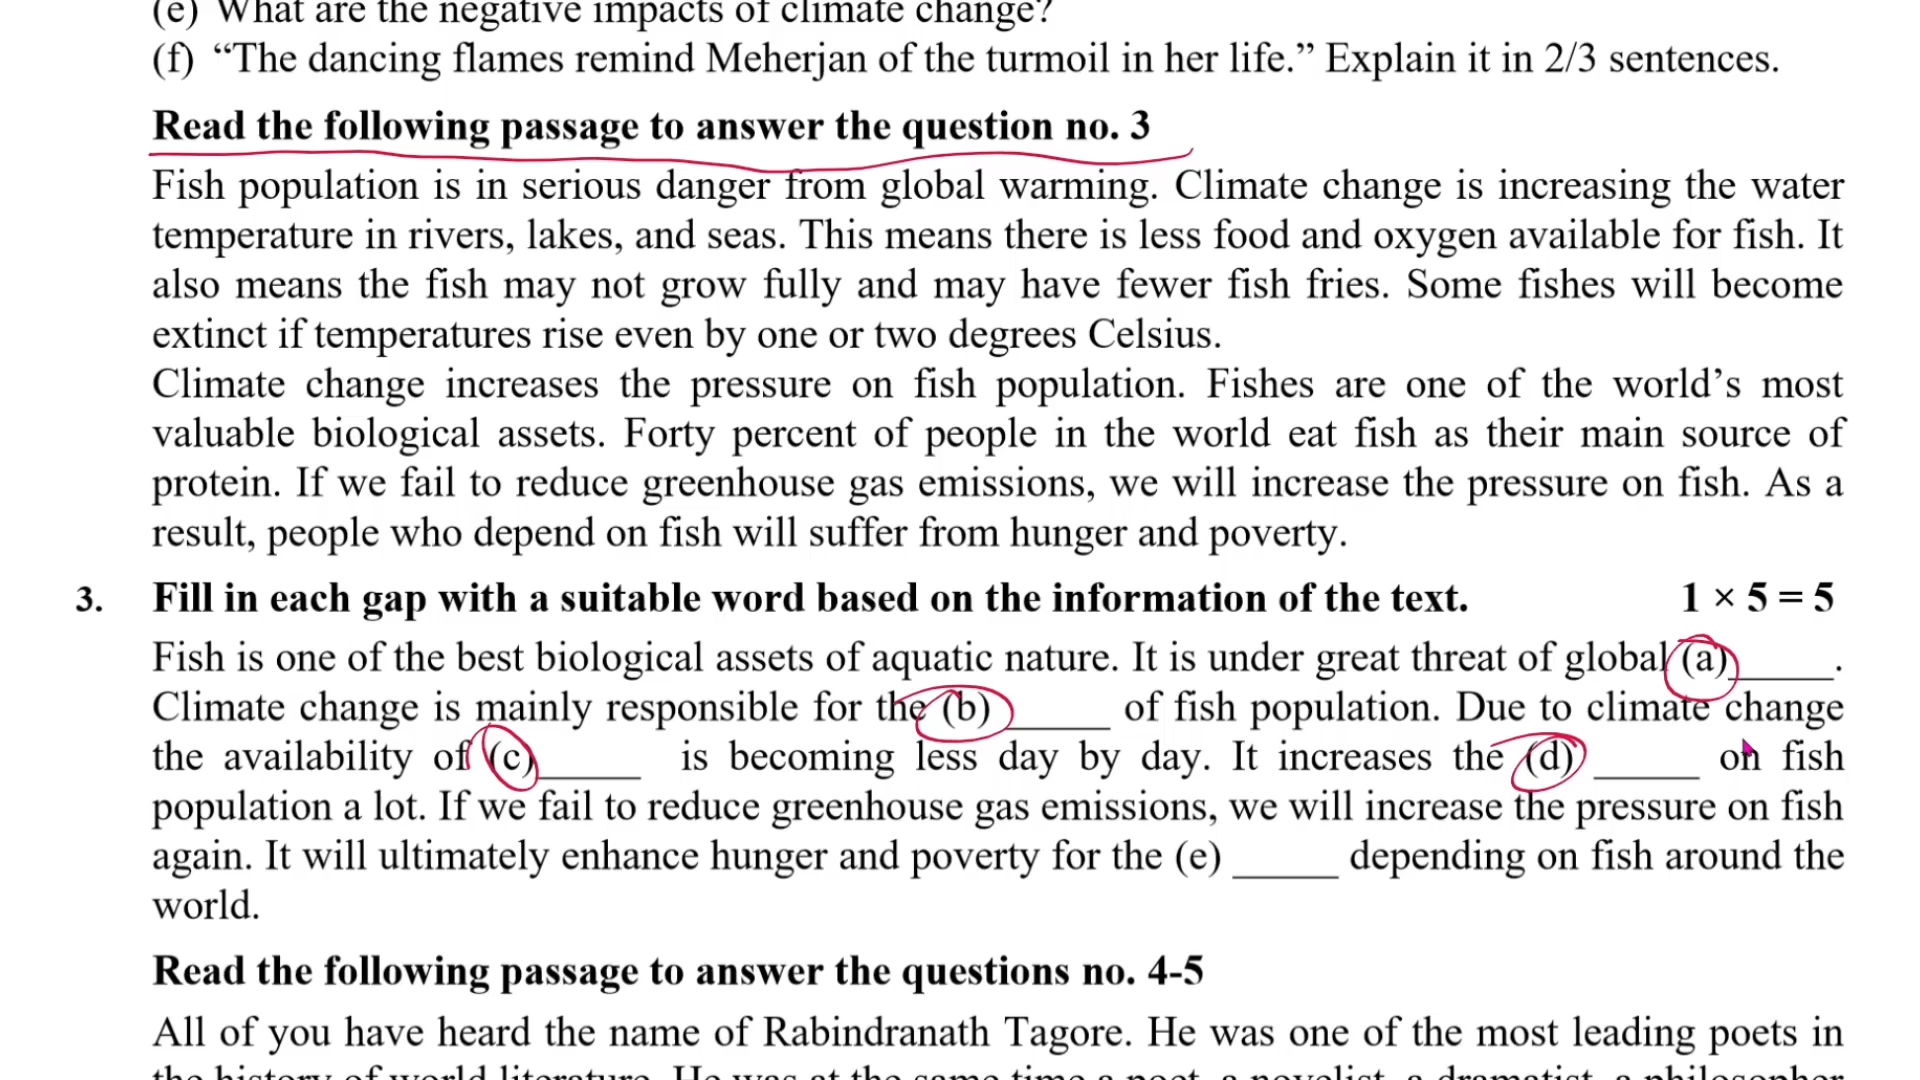 (e) What are the negative impacts of climate change?
(f) “The dancing flames remind Meherjan of the turmoil in her life.” Explain it in 2/3 sentences.
Read the following passage to answer the question no. 3
Fish population is in serious danger from global warming. Climate change is increasing the water
temperature in rivers, lakes, and seas. This means there is less food and oxygen available for fish. It
also means the fish may not grow fully and may have fewer fish fries. Some fishes will become
extinct if temperatures rise even by one or two degrees Celsius.
Climate change increases the pressure on fish population. Fishes are one of the world’s most
valuable biological assets. Forty percent of people in the world eat fish as their main source of
protein. If we fail to reduce greenhouse gas emissions, we will increase the pressure on fish. As a
result, people who depend on fish will suffer from hunger and poverty.
3. Fill in each gap with a suitable word based on the information of the text. 1 × 5 = 5
Fish is one of the best biological assets of aquatic nature. It is under great threat of global (a)_____.
Climate change is mainly responsible for the (b)_____ of fish population. Due to climate change
the availability of (c)_____ is becoming less day by day. It increases the (d) _____ on fish
population a lot. If we fail to reduce greenhouse gas emissions, we will increase the pressure on fish
again. It will ultimately enhance hunger and poverty for the (e) _____ depending on fish around the
world.
Read the following passage to answer the questions no. 4-5
All of you have heard the name of Rabindranath Tagore. He was one of the most leading poets in
the history of world literature. He was at the same time a poet, a novelist, a dramatist, a philosopher